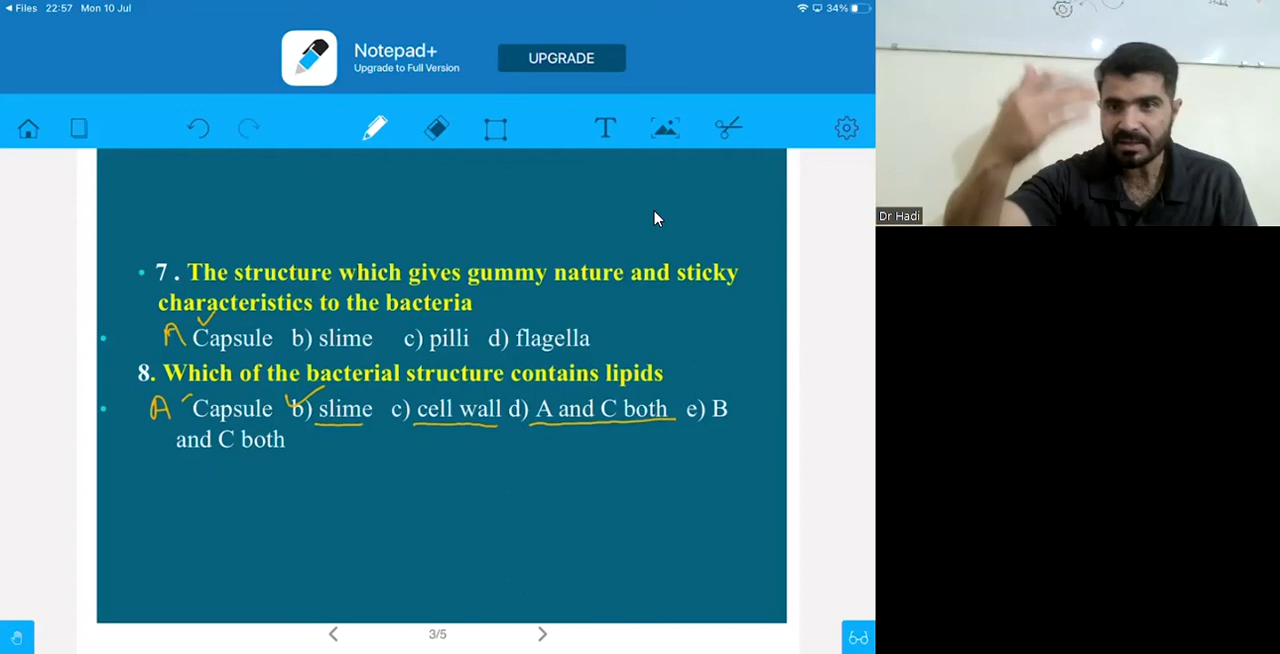 Files 22:57 Mon 10 Jul
34%
Notepad+
Upgrade to Full Version
UPGRADE
T
Dr Hadi
• 7 . The structure which gives gummy nature and sticky
characteristics to the bacteria
• A Capsule b) slime c) pilli d) flagella
8. Which of the bacterial structure contains lipids
• A Capsule b) slime c) cell wall d) A and C both e) B
and C both
3/5